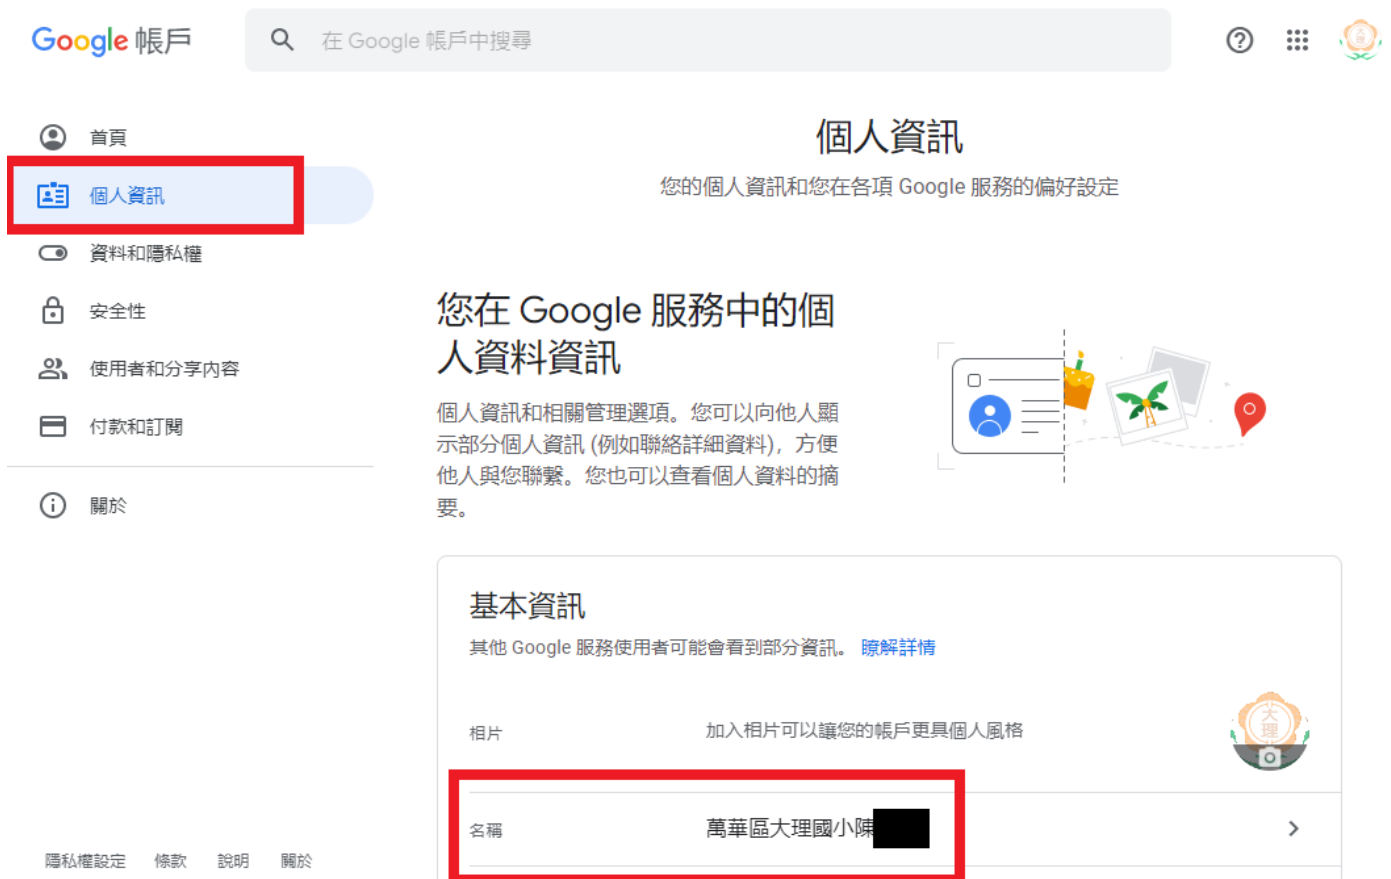 Google 帳戶
在 Google 帳戶中搜尋
大理
首頁
個人資訊
資料和隱私權
安全性
使用者和分享內容
付款和訂閱
關於
個人資訊
您的個人資訊和您在各項 Google 服務的偏好設定
您在 Google 服務中的個
人資料資訊
個人資訊和相關管理選項。您可以向他人顯
示部分個人資訊 (例如聯絡詳細資料)，方便
他人與您聯繫。您也可以查看個人資料的摘
要。
基本資訊
其他 Google 服務使用者可能會看到部分資訊。 瞭解詳情
相片 加入相片可以讓您的帳戶更具個人風格
大理
名稱 萬華區大理國小陳
隱私權設定 條款 說明 關於